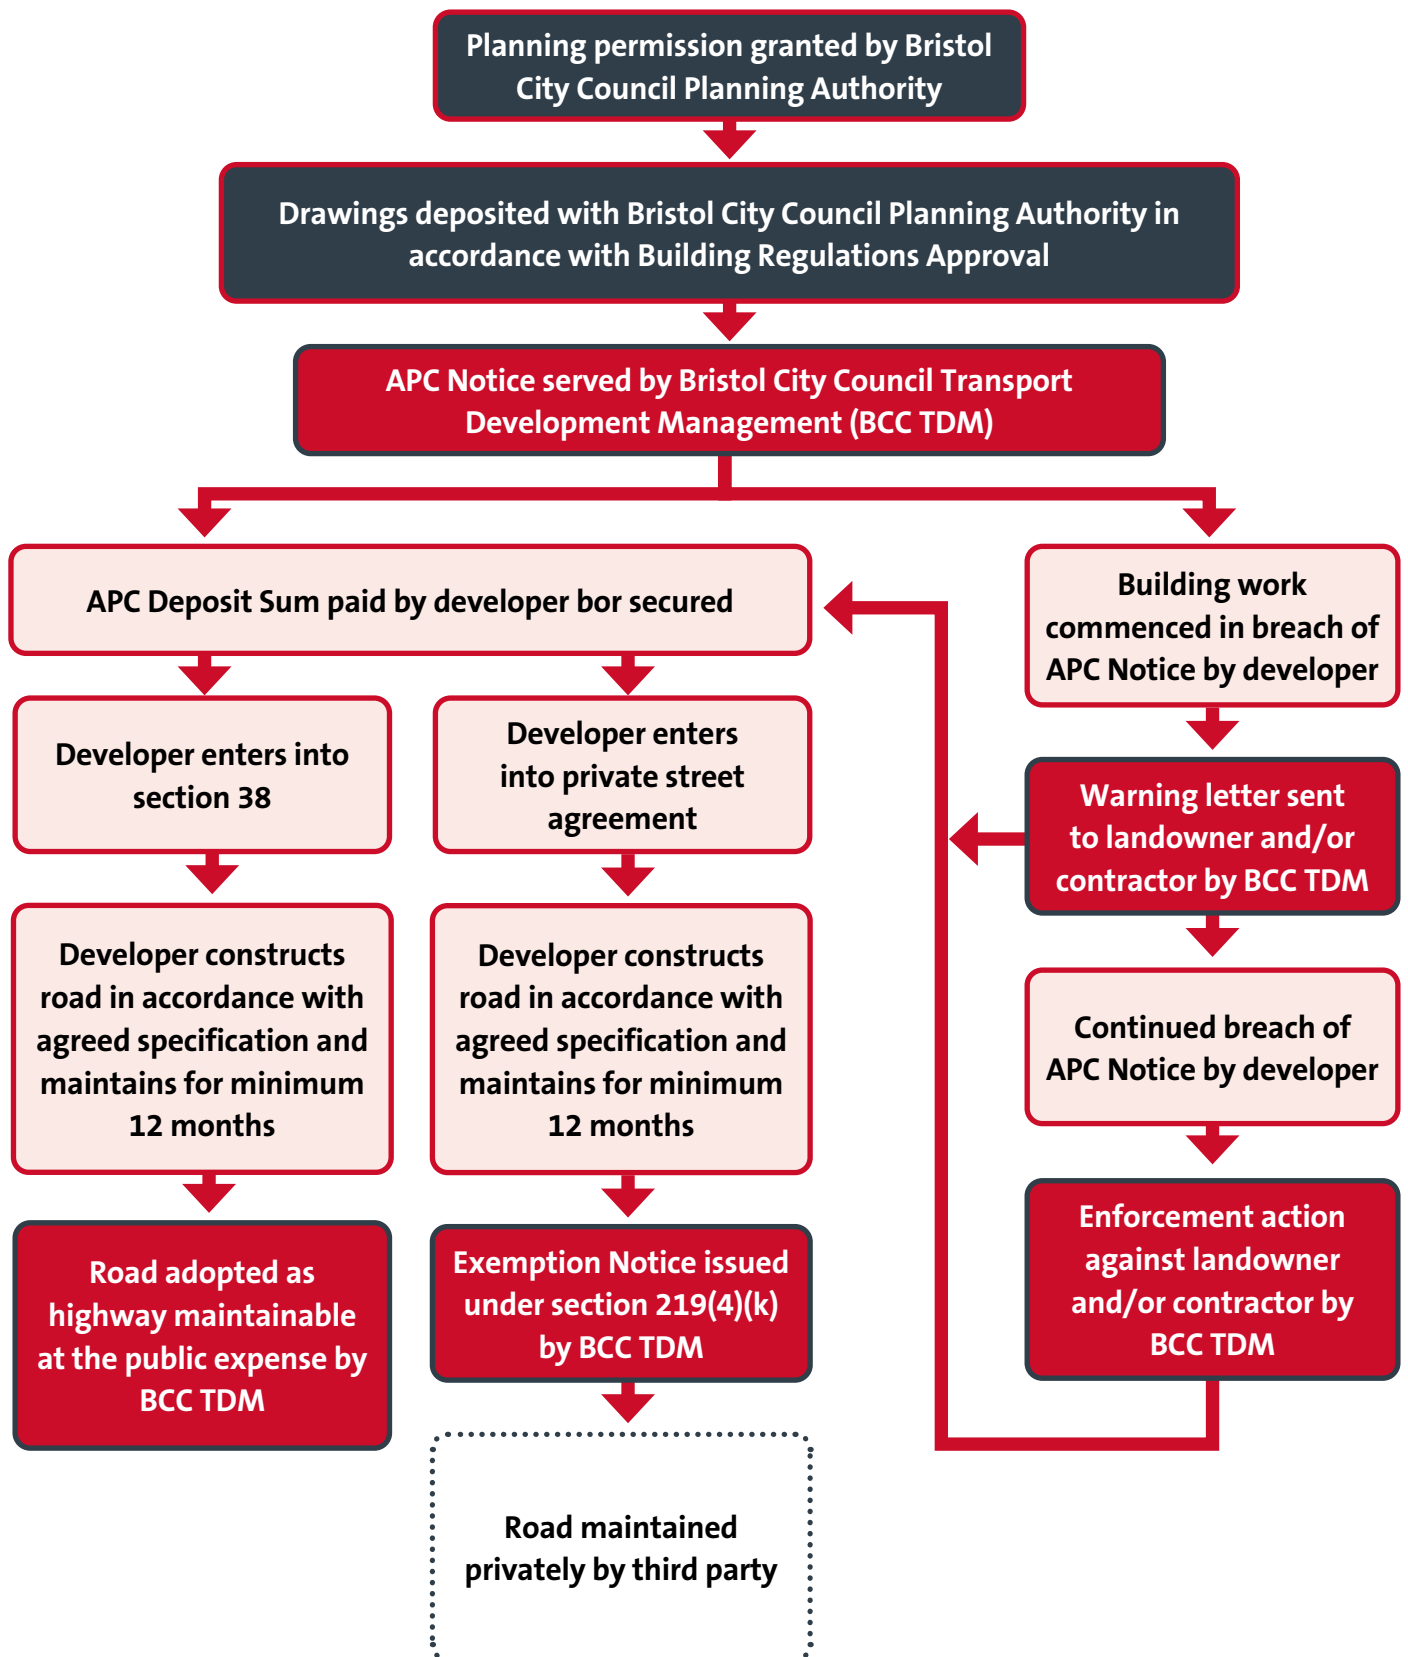 Planning permission granted by Bristol
City Council Planning Authority
Drawings deposited with Bristol City Council Planning Authority in
accordance with Building Regulations Approval
APC Notice served by Bristol City Council Transport
Development Management (BCC TDM)
APC Deposit Sum paid by developer bor secured
Developer enters into
section 38
Developer constructs
road in accordance with
agreed specification and
maintains for minimum
12 months
Road adopted as
highway maintainable
at the public expense by
BCC TDM
Developer enters
into private street
agreement
Developer constructs
road in accordance with
agreed specification and
maintains for minimum
12 months
Exemption Notice issued
under section 219(4)(k)
by BCC TDM
Road maintained
privately by third party
Building work
commenced in breach of
APC Notice by developer
Warning letter sent
to landowner and/or
contractor by BCC TDM
Continued breach of
APC Notice by developer
Enforcement action
against landowner
and/or contractor by
BCC TDM